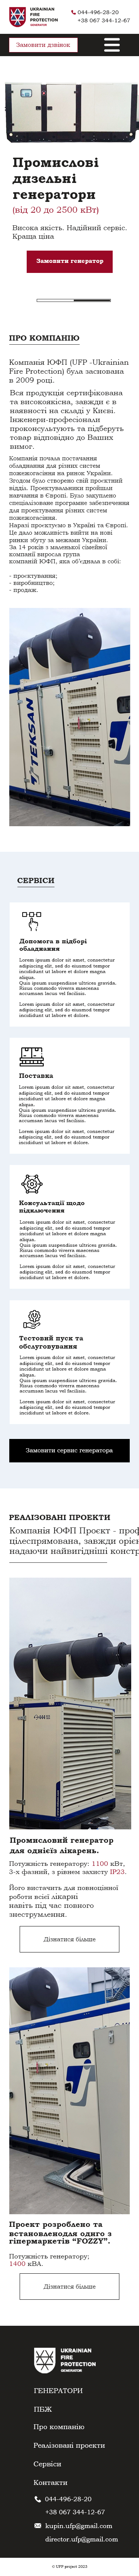 UKRAINIAN
FIRE
PROTECTION
GENERATOR
044-496-28-20
+38 067 344-12-67
Замовити дзвінок
Промислові
дизельні
генератори
(від 20 до 2500 кВт)
Висока якість. Надійний сервіс.
Краща ціна
Замовити генератор
ПРО КОМПАНІЮ
Компанія ЮФП (UFP -Ukrainian
Fire Protection) була заснована
в 2009 році.
Вся продукція сертифікована
та високоякісна, завжди є в
наявності на складі у Києві.
Інженери-професіонали
проконсультують та підберуть
товар відповідно до Вашіх
вимог.
Компанія почала постачання
обладнання для різних систем
пожежогасіння на ринок України.
Згодом було створено свій проєктний
відділ. Проектувальники пройшли
навчання в Європі. Було закуплено
спеціалізоване програмне забезпечення
для проектування різних систем
пожежогасіння.
Наразі проєктуємо в Україні та Європі.
Це дало можливість вийти на нові
ринки збуту за межами України.
За 14 років з маленької сімейної
компанії виросла група
компаній ЮФП, яка об'єднала в собі:
- проектування;
- виробництво;
- продаж.
TEKSAN
СЕРВІСИ
Допомога в підборі
обладнання
Lorem ipsum dolor sit amet, consectetur
adipiscing elit, sed do eiusmod tempor
incididunt ut labore et dolore magna
aliqua.
Quis ipsum suspendisse ultrices gravida.
Risus commodo viverra maecenas
accumsan lacus vel facilisis.
Lorem ipsum dolor sit amet, consectetur
adipiscing elit, sed do eiusmod tempor
incididunt ut labore et dolore.
Поставка
Lorem ipsum dolor sit amet, consectetur
adipiscing elit, sed do eiusmod tempor
incididunt ut labore et dolore magna
aliqua.
Quis ipsum suspendisse ultrices gravida.
Risus commodo viverra maecenas
accumsan lacus vel facilisis.
Lorem ipsum dolor sit amet, consectetur
adipiscing elit, sed do eiusmod tempor
incididunt ut labore et dolore.
Консультації щодо
підключення
Lorem ipsum dolor sit amet, consectetur
adipiscing elit, sed do eiusmod tempor
incididunt ut labore et dolore magna
aliqua.
Quis ipsum suspendisse ultrices gravida.
Risus commodo viverra maecenas
accumsan lacus vel facilisis.
Lorem ipsum dolor sit amet, consectetur
adipiscing elit, sed do eiusmod tempor
incididunt ut labore et dolore.
Тестовий пуск та
обслуговування
Lorem ipsum dolor sit amet, consectetur
adipiscing elit, sed do eiusmod tempor
incididunt ut labore et dolore magna
aliqua.
Quis ipsum suspendisse ultrices gravida.
Risus commodo viverra maecenas
accumsan lacus vel facilisis.
Lorem ipsum dolor sit amet, consectetur
adipiscing elit, sed do eiusmod tempor
incididunt ut labore et dolore.
Замовити сервис генератора
РЕАЛІЗОВАНІ ПРОЕКТИ
Компанія ЮФП Проєкт - проф
цілеспрямована, завжди орієн
надаючи найвигідніші констр
Промисловий генератор
для однієїз лікарень.
Потужність генератору: 1100 кВт,
3-х фазний, з рівнем захисту IP23.
Його вистачить для повноцінної
роботи всієї лікарні
навіть під час повного
знеструмлення.
Дізнатися більше
Проект розроблено та
встановленодля одиго з
гіпермаркетів “FOZZY”.
Потужність генератору;
1400 кВА.
Дізнатися більше
UKRAINIAN
FIRE
PROTECTION
GENERATOR
ГЕНЕРАТОРИ
ПБЖ
Про компанію
Реалізовані проекти
Сервіси
Контакти
044-496-28-20
+38 067 344-12-67
kupin.ufp@gmail.com
director.ufp@gmail.com
© UFP project 2023